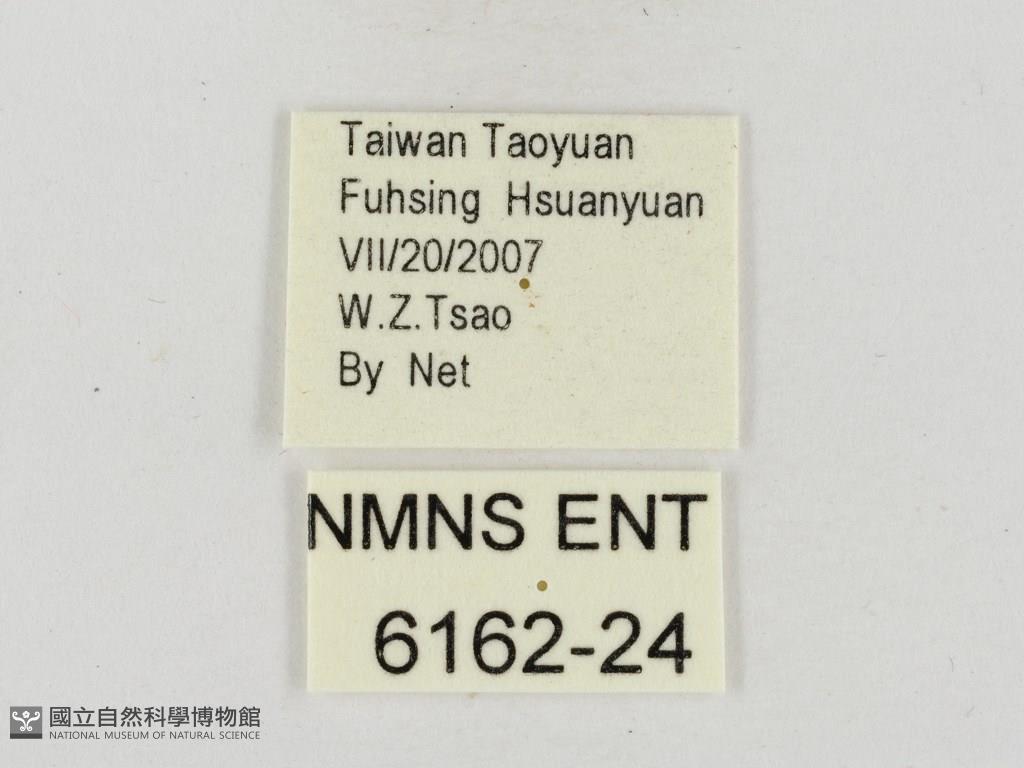 Taiwan Taoyuan
Fuhsing Hsuanyuan
VII/20/2007
W.Z.Tsao
By Net
NMNS ENT
6162-24
國立自然科學博物館
NATIONAL MUSEUM OF NATURAL SCIENCE